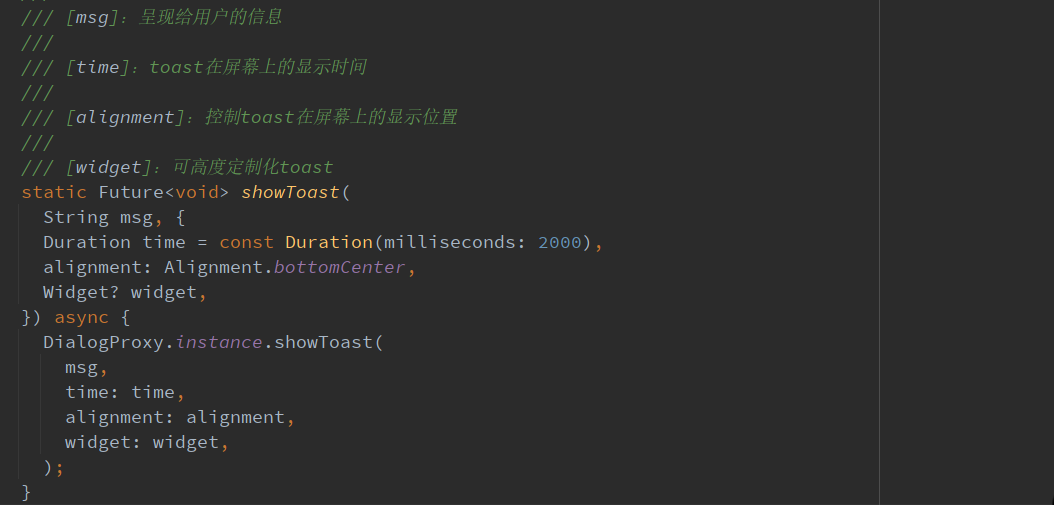 ///
/// [msg]：呈现给用户的信息
///
/// [time]：toast在屏幕上的显示时间
///
/// [alignment]：控制toast在屏幕上的显示位置
///
/// [widget]：可高度定制化toast
static Future<void> showToast(
  String msg, {
  Duration time = const Duration(milliseconds: 2000),
  alignment: Alignment.bottomCenter,
  Widget? widget,
}) async {
  DialogProxy.instance.showToast(
    msg,
    time: time,
    alignment: alignment,
    widget: widget,
  );
}